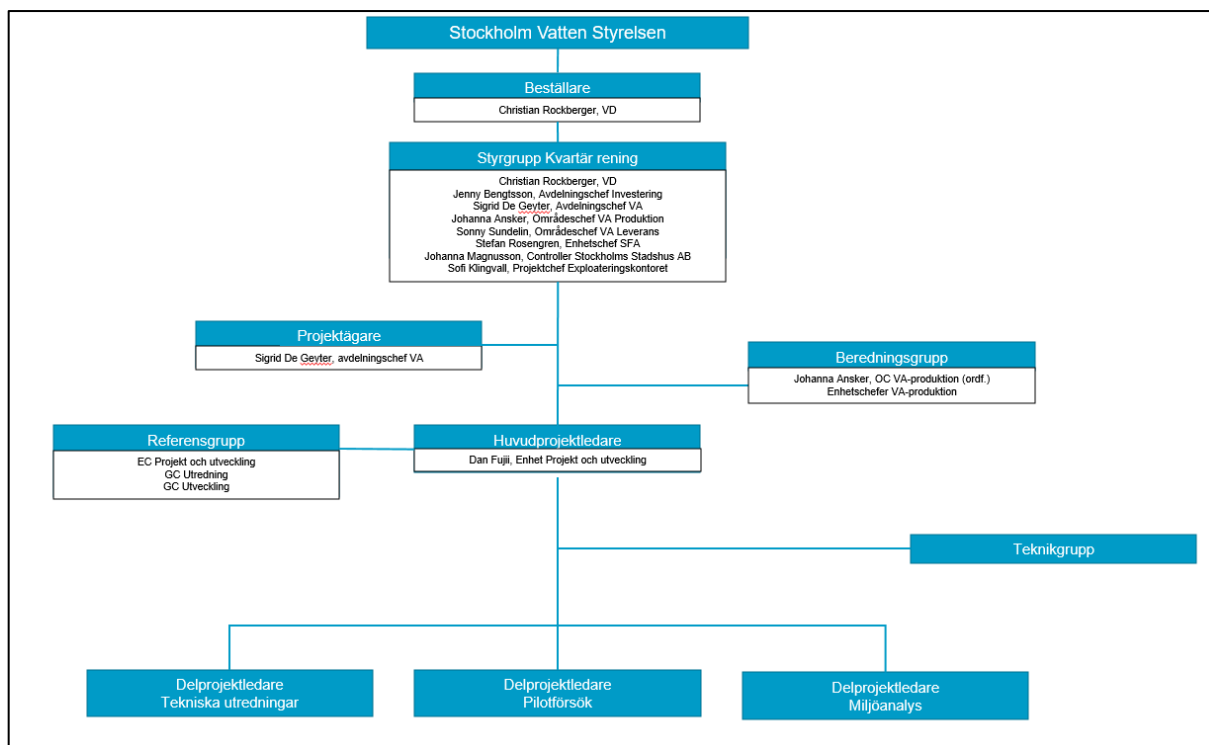 Stockholm Vatten Styrelsen
Beställare
Christian Rockberger, VD
Styrgrupp Kvartär rening
Christian Rockberger, VD
Jenny Bengtsson, Avdelningschef Investering
Sigrid De Geyter, Avdelningschef VA
Johanna Ansker, Områdeschef VA Produktion
Sonny Sundelin, Områdeschef VA Leverans
Stefan Rosengren, Enhetschef SFA
Johanna Magnusson, Controller Stockholms Stadshus AB
Sofi Klingvall, Projektchef Exploateringskontoret
Projektägare
Sigrid De Geyter, avdelningschef VA
Beredningsgrupp
Johanna Ansker, OC VA-produktion (ordf.)
Enhetschefer VA-produktion
Referensgrupp
EC Projekt och utveckling
GC Utredning
GC Utveckling
Huvudprojektledare
Dan Fujii, Enhet Projekt och utveckling
Teknikgrupp
Delprojektledare
Tekniska utredningar
Delprojektledare
Pilotförsök
Delprojektledare
Miljöanalys